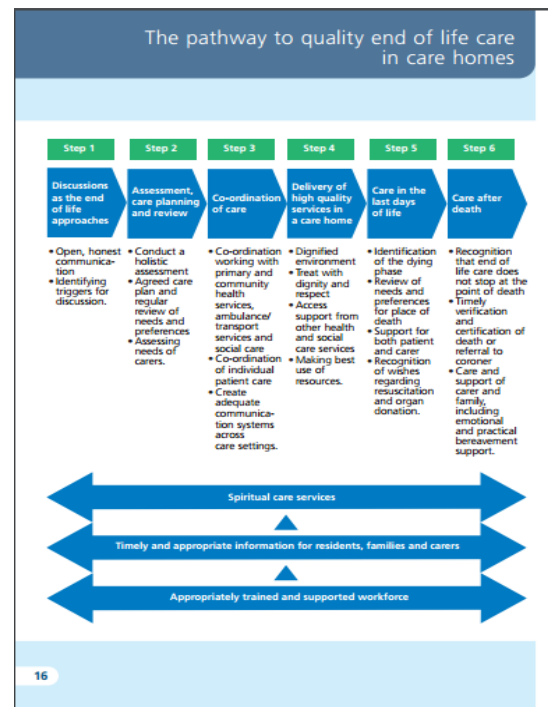 The pathway to quality end of life care
in care homes
Step 1
Step 2
Step 3
Step 4
Step 5
Step 6
Discussions
as the end
of life
approaches
Assessment,
care planning
and review
Co-ordination
of care
Delivery of
high quality
services in
a care home
Care in the
last days
of life
Care after
death
• Open, honest
communica-
tion
• Identifying
triggers for
discussion.
• Conduct a
holistic
assessment
• Agreed care
plan and
regular
review of
needs and
preferences
• Assessing
needs of
carers.
• Co-ordination
working with
primary and
community
health
services,
ambulance/
transport
services and
social care
• Co-ordination
of individual
patient care
• Create
adequate
communica-
tion systems
across
care settings.
• Dignified
environment
• Treat with
dignity and
respect
• Access
support from
other health
and social
care services
• Making best
use of
resources.
• Identification
of the dying
phase
• Review of
needs and
preferences
for place of
death
• Support for
both patient
and carer
• Recognition
of wishes
regarding
resuscitation
and organ
donation.
• Recognition
that end of
life care does
not stop at the
point of death
• Timely
verification
and
certification of
death or
referral to
coroner
• Care and
support of
carer and
family,
including
emotional
and practical
bereavement
support.
Spiritual care services
Timely and appropriate information for residents, families and carers
Appropriately trained and supported workforce
16